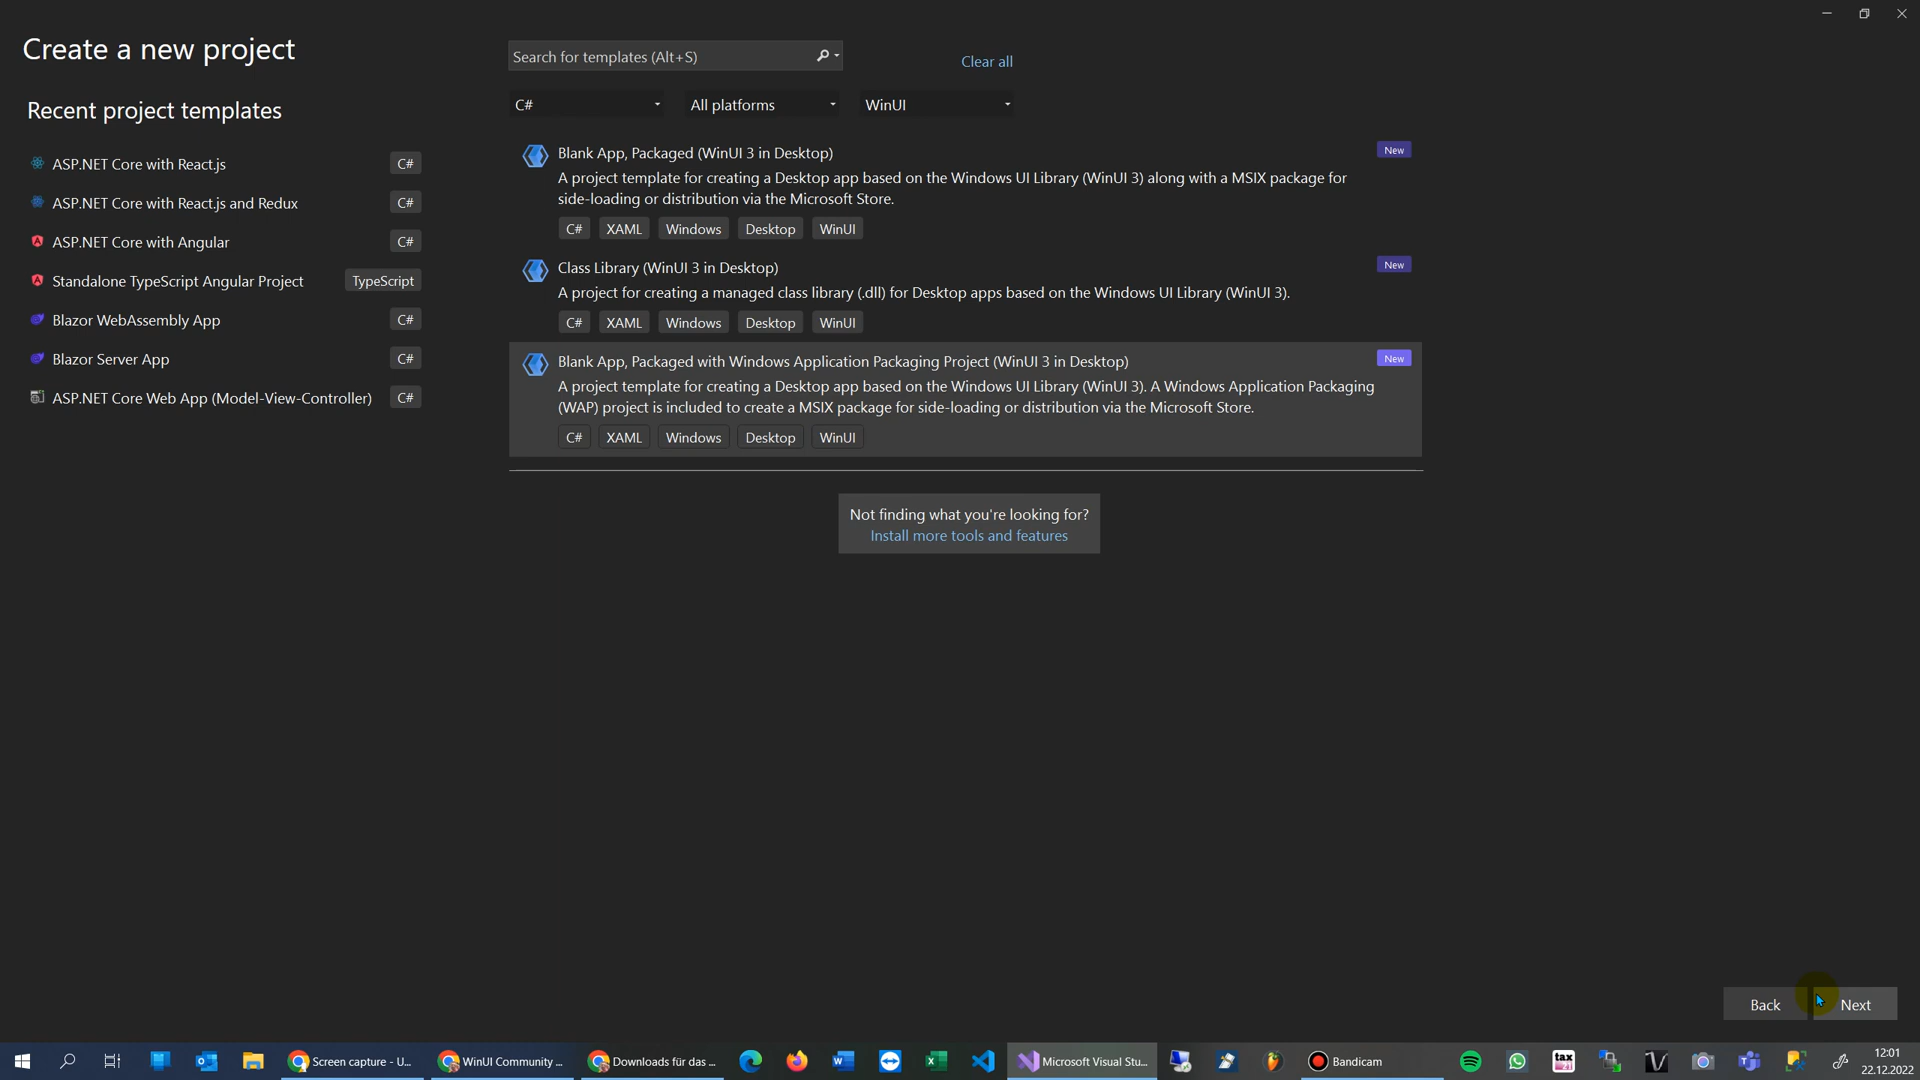 Create a new project
Recent project templates
ASP.NET Core with React.js C#
ASP.NET Core with React.js and Redux C#
ASP.NET Core with Angular C#
Standalone TypeScript Angular Project TypeScript
Blazor WebAssembly App C#
Blazor Server App C#
ASP.NET Core Web App (Model-View-Controller) C#
Search for templates (Alt+S)
Clear all
C# All platforms WinUI
Blank App, Packaged (WinUI 3 in Desktop) New
A project template for creating a Desktop app based on the Windows UI Library (WinUI 3) along with a MSIX package for
side-loading or distribution via the Microsoft Store.
C# XAML Windows Desktop WinUI
Class Library (WinUI 3 in Desktop) New
A project for creating a managed class library (.dll) for Desktop apps based on the Windows UI Library (WinUI 3).
C# XAML Windows Desktop WinUI
Blank App, Packaged with Windows Application Packaging Project (WinUI 3 in Desktop) New
A project template for creating a Desktop app based on the Windows UI Library (WinUI 3). A Windows Application Packaging
(WAP) project is included to create a MSIX package for side-loading or distribution via the Microsoft Store.
C# XAML Windows Desktop WinUI
Not finding what you're looking for?
Install more tools and features
Back Next
Screen capture - U... WinUI Community ... Downloads für das ... Microsoft Visual Stu... Bandicam tax 12:01
22.12.2022